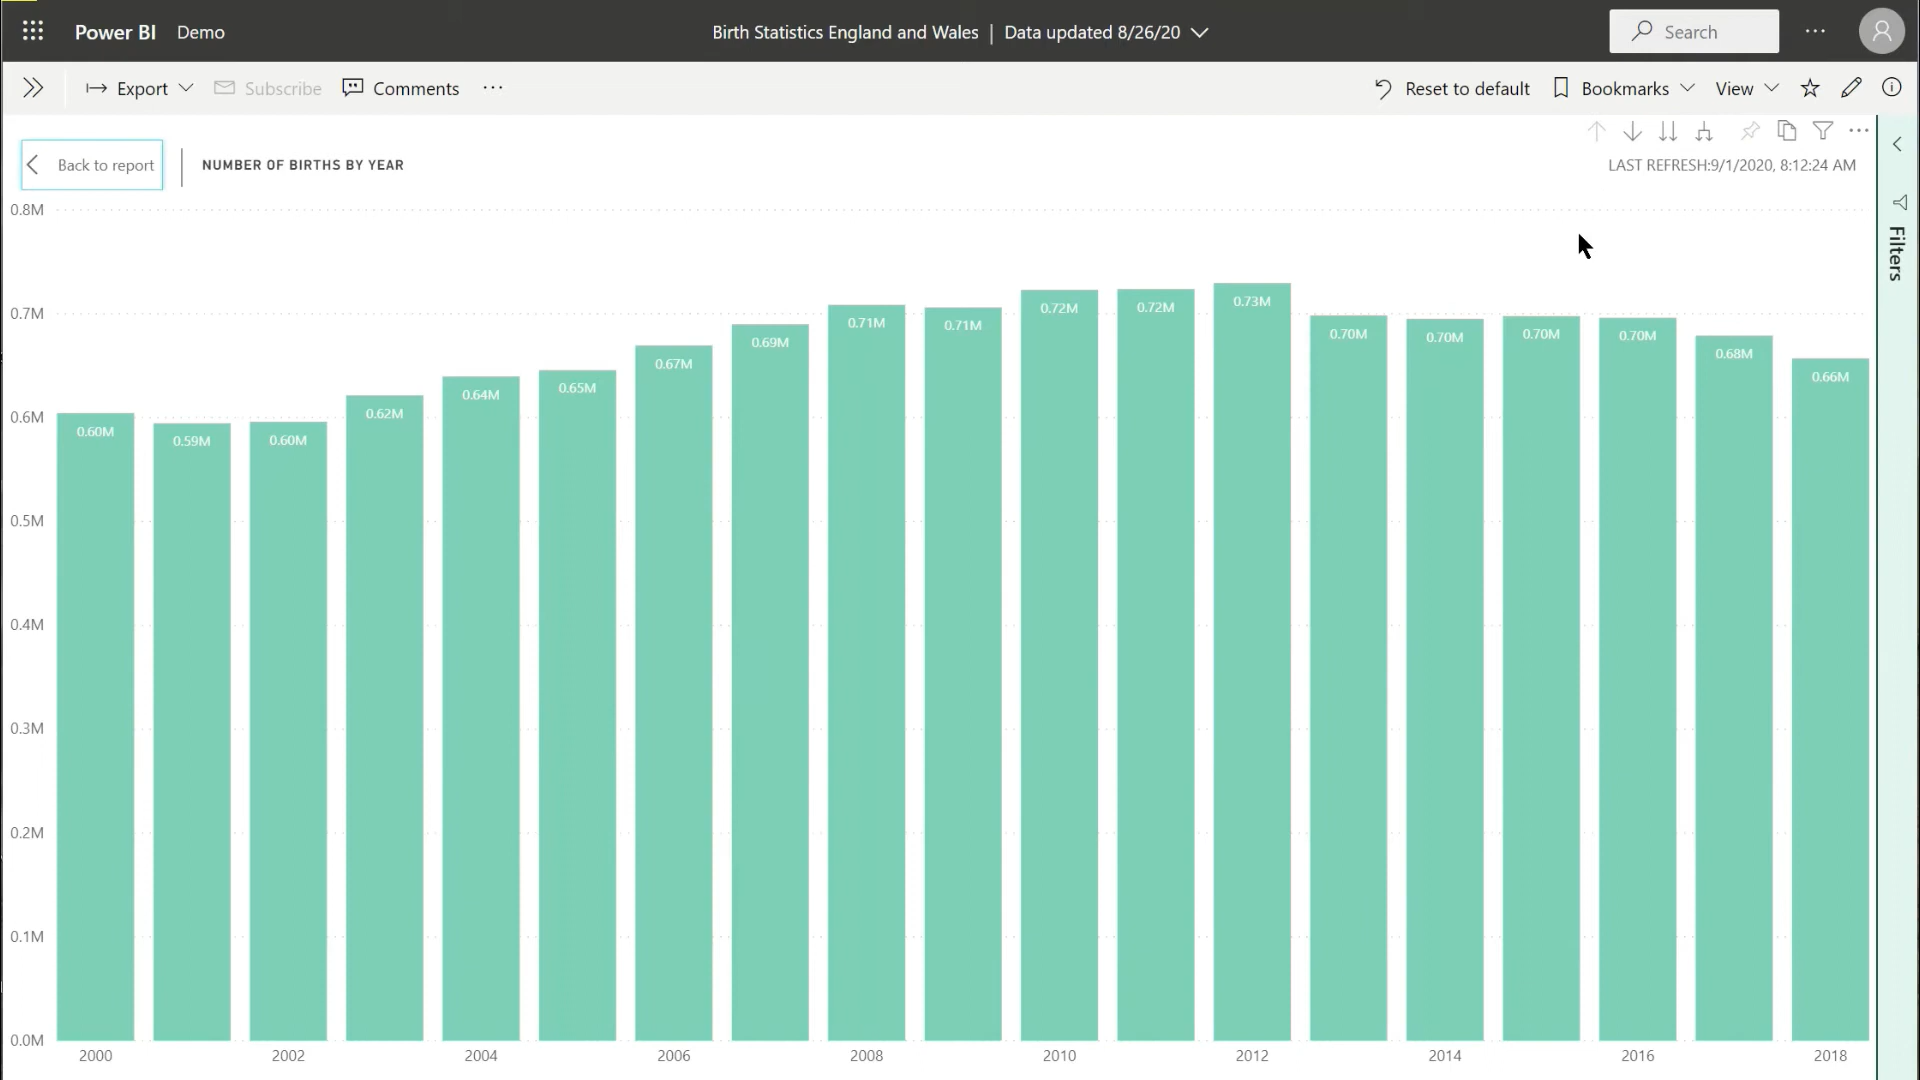 Power BI Demo Birth Statistics England and Wales | Data updated 8/26/20 Search
Export Subscribe Comments Reset to default Bookmarks View
Back to report NUMBER OF BIRTHS BY YEAR LAST REFRESH:9/1/2020, 8:12:24 AM
Filters
0.8M
0.7M
0.6M
0.5M
0.4M
0.3M
0.2M
0.1M
0.0M
0.60M 0.59M 0.60M 0.62M 0.64M 0.65M 0.67M 0.69M 0.71M 0.71M 0.72M 0.72M 0.73M 0.70M 0.70M 0.70M 0.70M 0.68M 0.66M
2000 2002 2004 2006 2008 2010 2012 2014 2016 2018